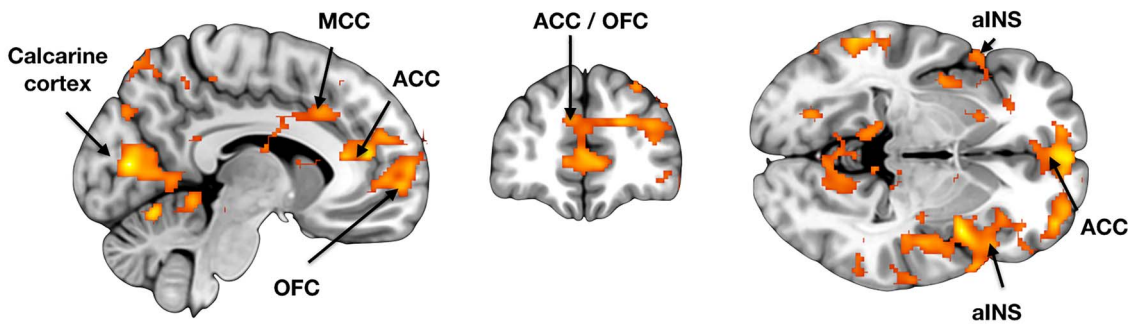 MCC
ACC / OFC
aINS
Calcarine
cortex
ACC
OFC
ACC
aINS